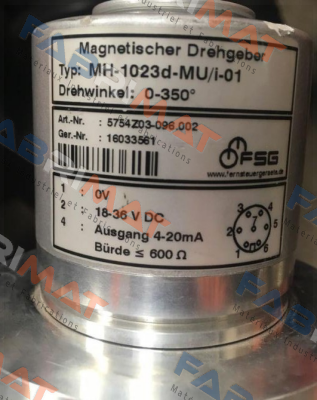 Magnetischer Drehgeber
Typ: MH-1023d-MU/i-01
Drehwinkel: 0-350°
Art.-Nr. : 5754Z03-096.002
Ger.-Nr. : 16033561
FSG
www.fernsteuergeraete.de
1 : 0V
2 : 18-36 V DC
4 : Ausgang 4-20mA
Bürde ≤ 600 Ω
FABRIMAT